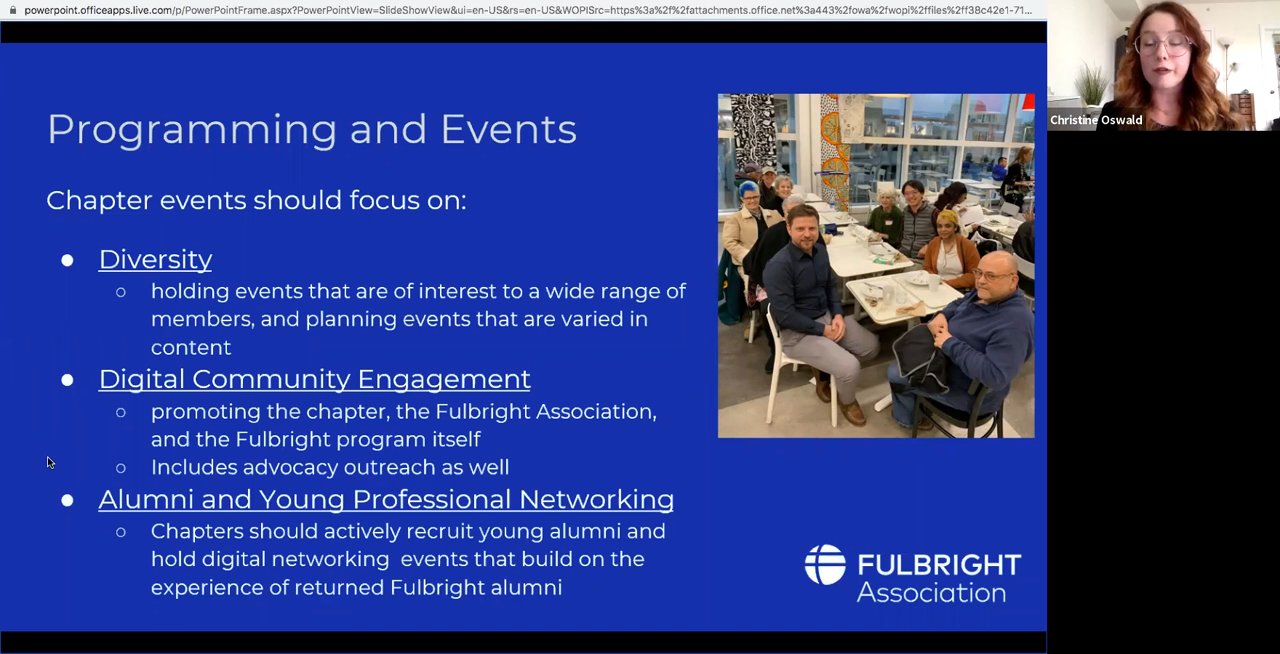 powerpoint.officeapps.live.com/p/PowerPointFrame.aspx?PowerPointView=SlideShowView&ui=en-US&rs=en-US&WOPISrc=https%3a%2f%2fattachments.office.net%3a443%2fowa%2fwopi%2ffiles%2ff38c42e1-71...
Christine Oswald
Programming and Events
Chapter events should focus on:
● Diversity
○ holding events that are of interest to a wide range of
members, and planning events that are varied in
content
● Digital Community Engagement
○ promoting the chapter, the Fulbright Association,
and the Fulbright program itself
○ Includes advocacy outreach as well
● Alumni and Young Professional Networking
○ Chapters should actively recruit young alumni and
hold digital networking events that build on the
experience of returned Fulbright alumni
FULBRIGHT
Association